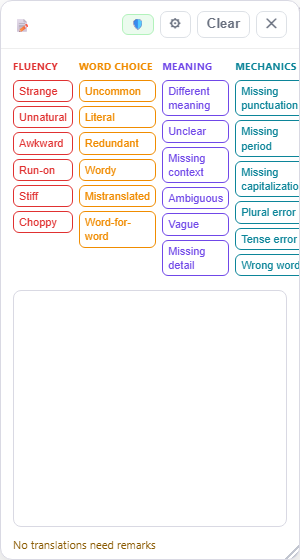 Clear
FLUENCY
Strange
Unnatural
Awkward
Run-on
Stiff
Choppy
WORD CHOICE
Uncommon
Literal
Redundant
Wordy
Mistranslated
Word-for-
word
MEANING
Different
meaning
Unclear
Missing
context
Ambiguous
Vague
Missing
detail
MECHANICS
Missing
punctuation
Missing
period
Missing
capitalizatio
Plural error
Tense error
Wrong word
No translations need remarks